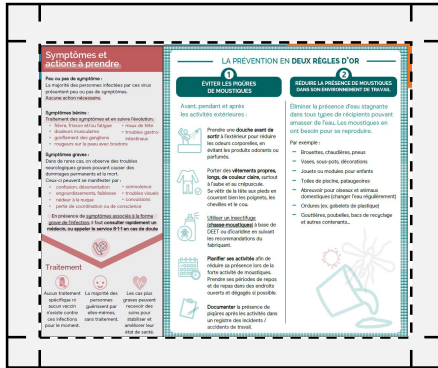 Symptômes et
actions à prendre
Peu ou pas de symptôme :
La majorité des personnes infectées par ces virus
présentent peu ou pas de symptômes.
Aucune action nécessaire.
Symptômes bénins :
Traitement des symptômes et en suivre l'évolution.
• fièvre, frisson et/ou fatigue
• douleurs musculaires
• gonflement des ganglions
• rougeurs sur la peau avec boutons
• maux de tête
• troubles gastro-
intestinaux
Symptômes graves :
Dans de rares cas, on observe des troubles
neurologiques graves pouvant causer des
dommages permanents et la mort.
Ceux-ci peuvent se manifester par :
• confusion, désorientation
• engourdissements, faiblesse
• raideur à la nuque
• perte de coordination ou de conscience
• somnolence
• troubles visuels
• convulsions
En présence de symptômes associés à la forme
grave de l'infection, il faut consulter rapidement un
médecin, ou appeler le service 8-1-1 en cas de doute
Traitement
Aucun traitement
spécifique ni
aucun vaccin
n'existe contre
ces infections
pour le moment.
La majorité des
personnes
guérissent par
elles-mêmes,
sans traitement.
Les cas plus
graves peuvent
recevoir des
soins pour
stabiliser et
améliorer leur
état de santé.
LA PRÉVENTION EN DEUX RÈGLES D'OR
1
ÉVITER LES PIQÛRES
DE MOUSTIQUES
Avant, pendant et après
les activités extérieures :
Prendre une douche avant de
sortir à l'extérieur pour réduire
les odeurs corporelles, en
évitant les produits odorants ou
parfumés.
Porter des vêtements propres,
longs, de couleur claire, surtout
à l'aube et au crépuscule.
Se vêtir de la tête aux pieds en
couvrant bien les poignets, les
chevilles et le cou.
Utiliser un insectifuge
(chasse-moustiques) à base de
DEET ou d'icaridine en suivant
les recommandations du
fabriquant.
Planifier ses activités afin de
réduire sa présence lors de la
forte activité de moustiques.
Prendre ses périodes de repos
et de repas dans des endroits
ouverts et dégagés si possible.
Documenter la présence de
piqûres après les activités dans
un registre des incidents /
accidents de travail.
2
RÉDUIRE LA PRÉSENCE DE MOUSTIQUES
DANS SON ENVIRONNEMENT DE TRAVAIL
Éliminer la présence d'eau stagnante
dans tous types de récipients pouvant
amasser de l'eau. Les moustiques en
ont besoin pour se reproduire.
Par exemple :
– Brouettes, chaudières, pneus
– Vases, sous-pots, décorations
– Jouets ou modules pour enfants
– Toiles de piscine, pataugeoires
– Abreuvoir pour oiseaux et animaux
domestiques (changer l'eau régulièrement)
– Ordures (ex. gobelets de plastique)
– Gouttières, poubelles, bacs de recyclage
et autres contenants...